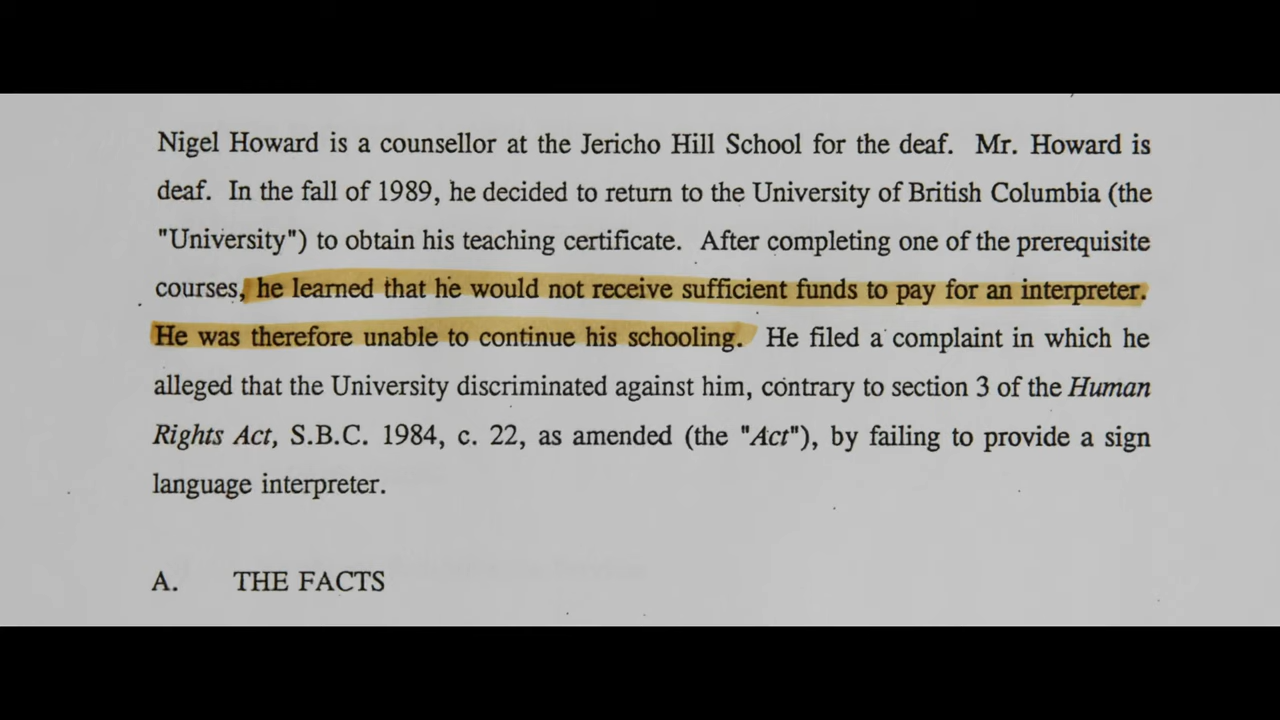 Nigel Howard is a counsellor at the Jericho Hill School for the deaf. Mr. Howard is
deaf. In the fall of 1989, he decided to return to the University of British Columbia (the
"University") to obtain his teaching certificate. After completing one of the prerequisite
courses, he learned that he would not receive sufficient funds to pay for an interpreter.
He was therefore unable to continue his schooling. He filed a complaint in which he
alleged that the University discriminated against him, contrary to section 3 of the Human
Rights Act, S.B.C. 1984, c. 22, as amended (the "Act"), by failing to provide a sign
language interpreter.
A. THE FACTS